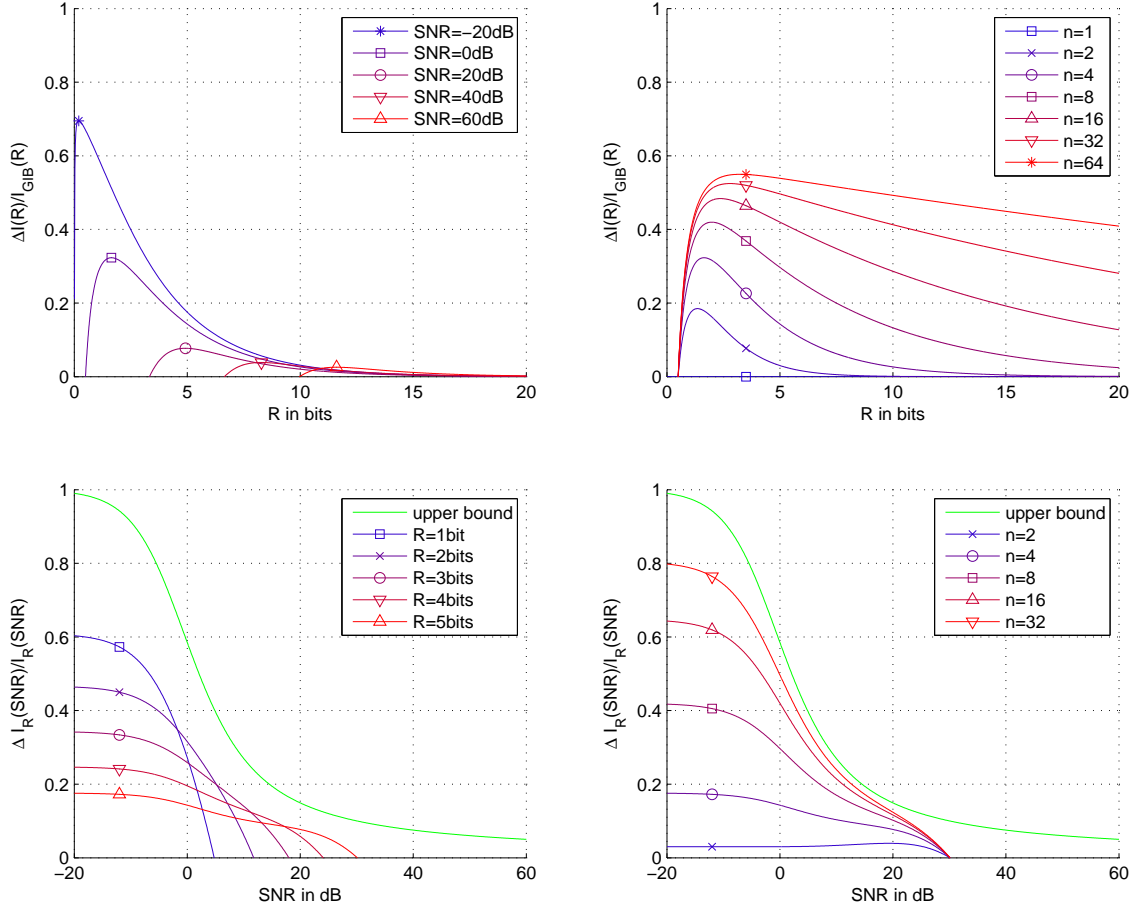 1
0.8
0.6
0.4
0.2
0
0 5 10 15 20
R in bits
ΔI(R)/I_GIB(R)
SNR=−20dB
SNR=0dB
SNR=20dB
SNR=40dB
SNR=60dB
1
0.8
0.6
0.4
0.2
0
0 5 10 15 20
R in bits
ΔI(R)/I_GIB(R)
n=1
n=2
n=4
n=8
n=16
n=32
n=64
1
0.8
0.6
0.4
0.2
0
−20 0 20 40 60
SNR in dB
Δ I_R(SNR)/I_R(SNR)
upper bound
R=1bit
R=2bits
R=3bits
R=4bits
R=5bits
1
0.8
0.6
0.4
0.2
0
−20 0 20 40 60
SNR in dB
Δ I_R(SNR)/I_R(SNR)
upper bound
n=2
n=4
n=8
n=16
n=32